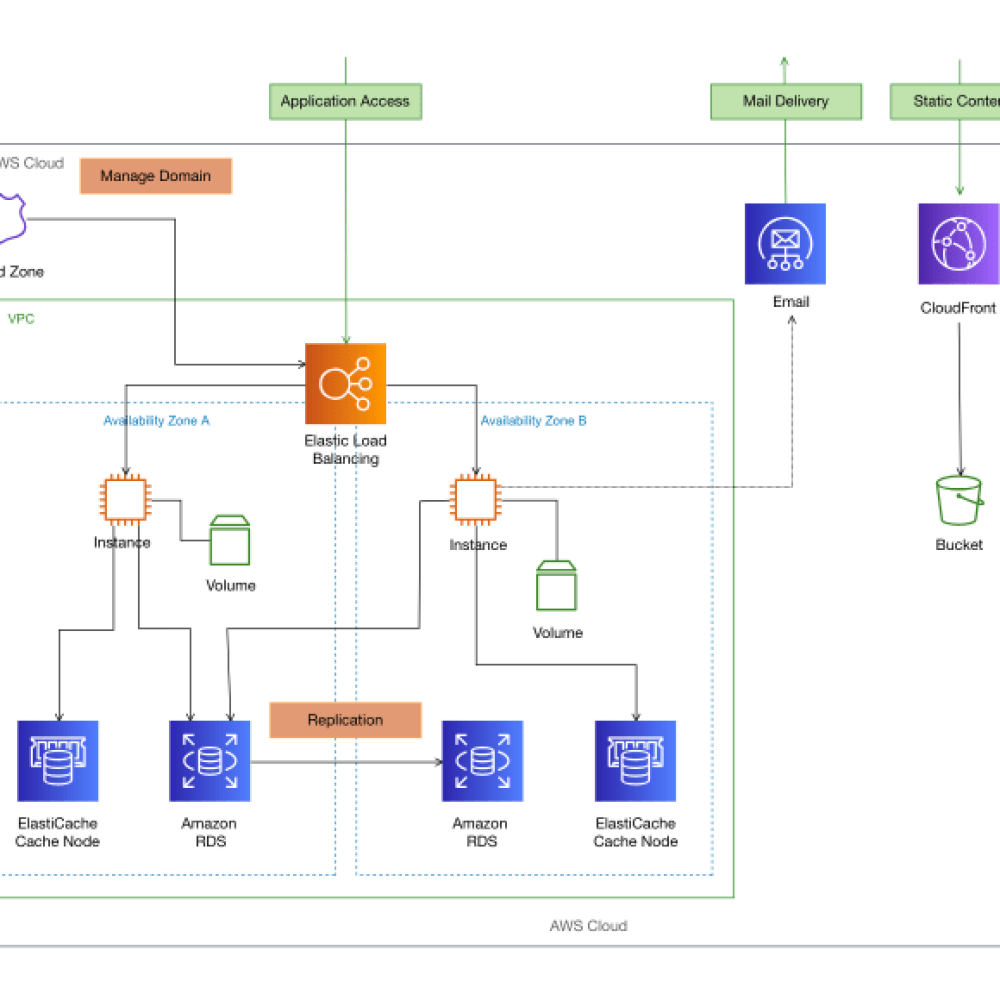 Application Access
Mail Delivery
Static Conter
WS Cloud
Manage Domain
d Zone
Email
CloudFront
VPC
Availability Zone A
Availability Zone B
Elastic Load
Balancing
Instance
Instance
Bucket
Volume
Volume
Replication
ElastiCache
Cache Node
Amazon
RDS
Amazon
RDS
ElastiCache
Cache Node
AWS Cloud